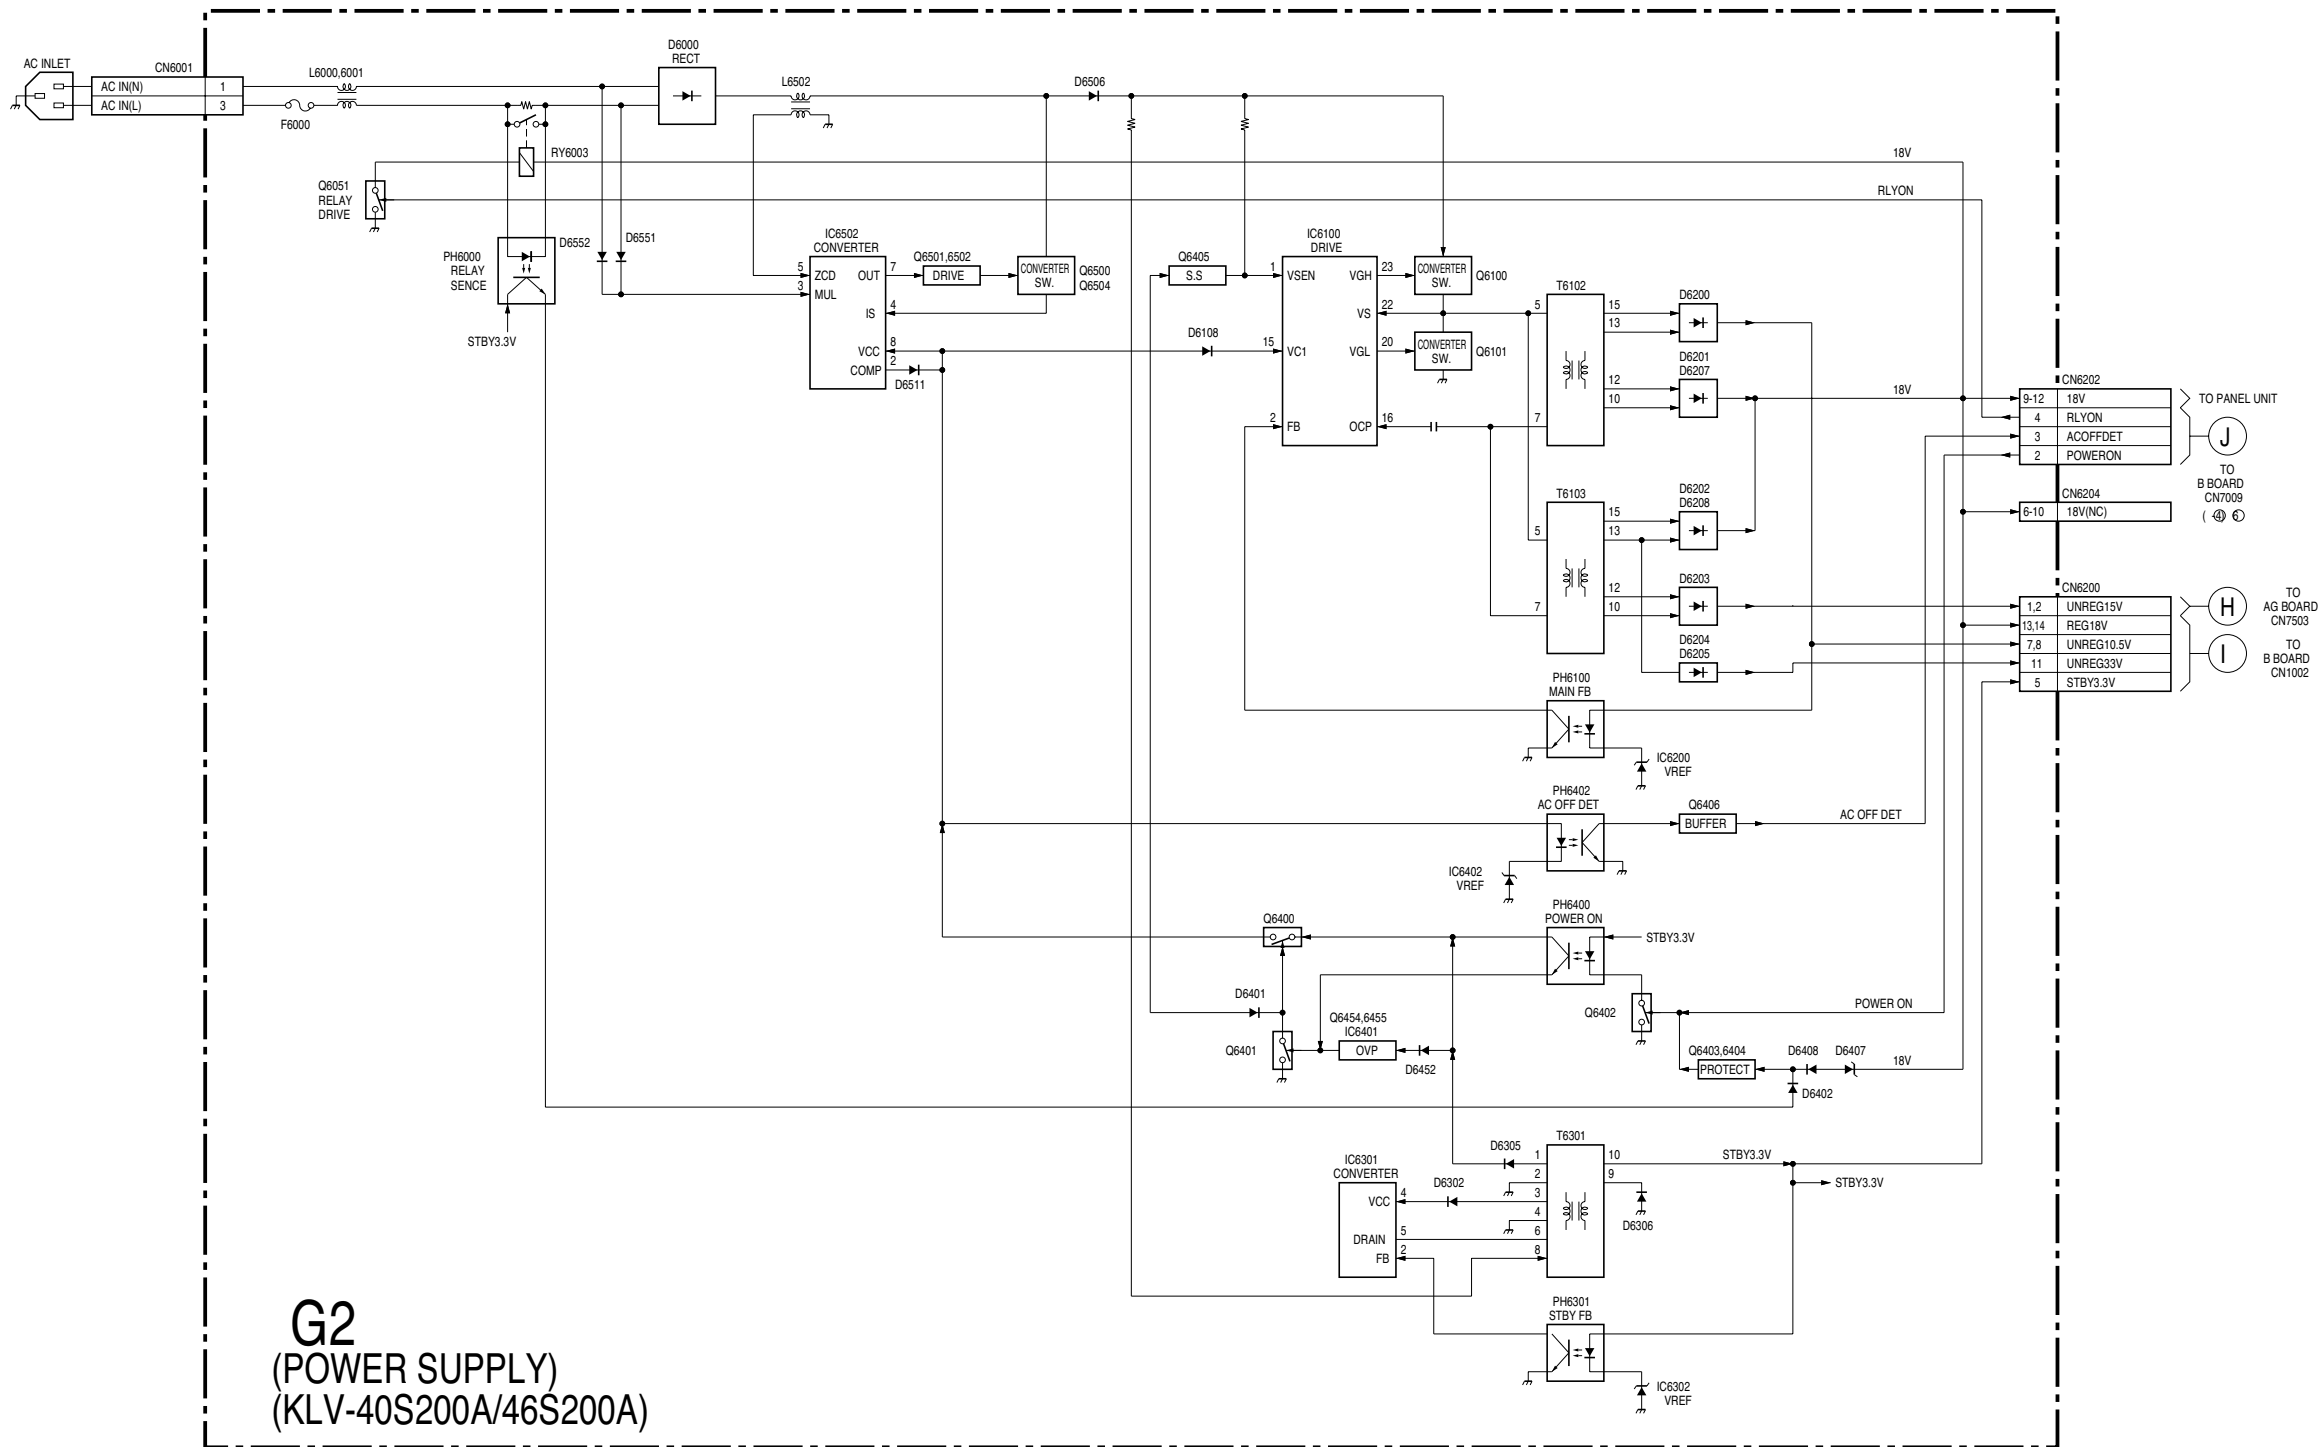 AC INLET
CN6001
AC IN(N) 1
AC IN(L) 3
L6000,6001
F6000
D6000
RECT
L6502
D6506
RY6003
18V
RLYON
Q6051
RELAY
DRIVE
PH6000
RELAY
SENCE
STBY3.3V
D6552
D6551
IC6502
CONVERTER
5 ZCD OUT 7
3 MUL
IS 4
VCC 8
COMP 2
D6511
Q6501,6502
DRIVE
CONVERTER
SW.
Q6500
Q6504
Q6405
S.S
D6108
IC6100
DRIVE
1 VSEN VGH 23
VS 22
15 VC1 VGL 20
2 FB OCP 16
CONVERTER
SW.
Q6100
CONVERTER
SW.
Q6101
T6102
5 15
13
12
10
7
D6200
D6201
D6207
18V
T6103
15
5 13
12
7 10
D6202
D6208
D6203
D6204
D6205
CN6202
9-12 18V
4 RLYON
3 ACOFFDET
2 POWERON
TO PANEL UNIT
J
TO
B BOARD
CN7009
CN6204
6-10 18V(NC)
CN6200
1,2 UNREG15V
13,14 REG18V
7,8 UNREG10.5V
11 UNREG33V
5 STBY3.3V
H
TO
AG BOARD
CN7503
I
TO
B BOARD
CN1002
PH6100
MAIN FB
IC6200
VREF
PH6402
AC OFF DET
Q6406
BUFFER
AC OFF DET
IC6402
VREF
Q6400
PH6400
POWER ON
STBY3.3V
D6401
Q6401
Q6454,6455
IC6401
OVP
D6452
Q6402
POWER ON
Q6403,6404
PROTECT
D6408
D6407
18V
D6402
T6301
D6305
1 10
2 9
3
4
6
8
STBY3.3V
STBY3.3V
D6306
IC6301
CONVERTER
VCC 4
DRAIN 5
FB 2
D6302
PH6301
STBY FB
IC6302
VREF
G2
(POWER SUPPLY)
(KLV-40S200A/46S200A)